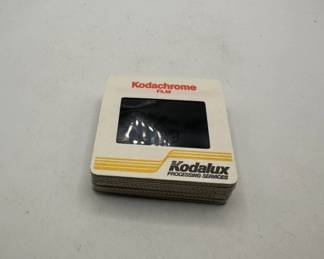 Kodachrome
FILM
Kodalux
PROCESSING SERVICES